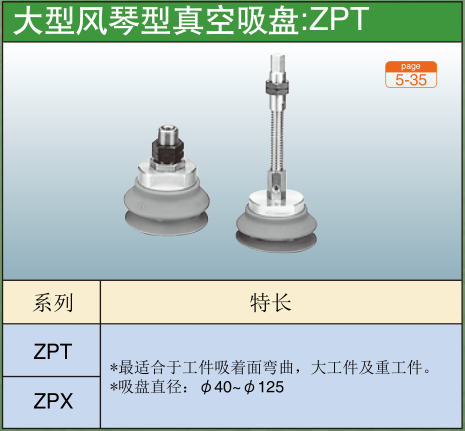 大型风琴型真空吸盘:ZPT
page
5-35
系列
特长
ZPT
ZPX
*最适合于工件吸着面弯曲，大工件及重工件。
*吸盘直径：φ40~φ125